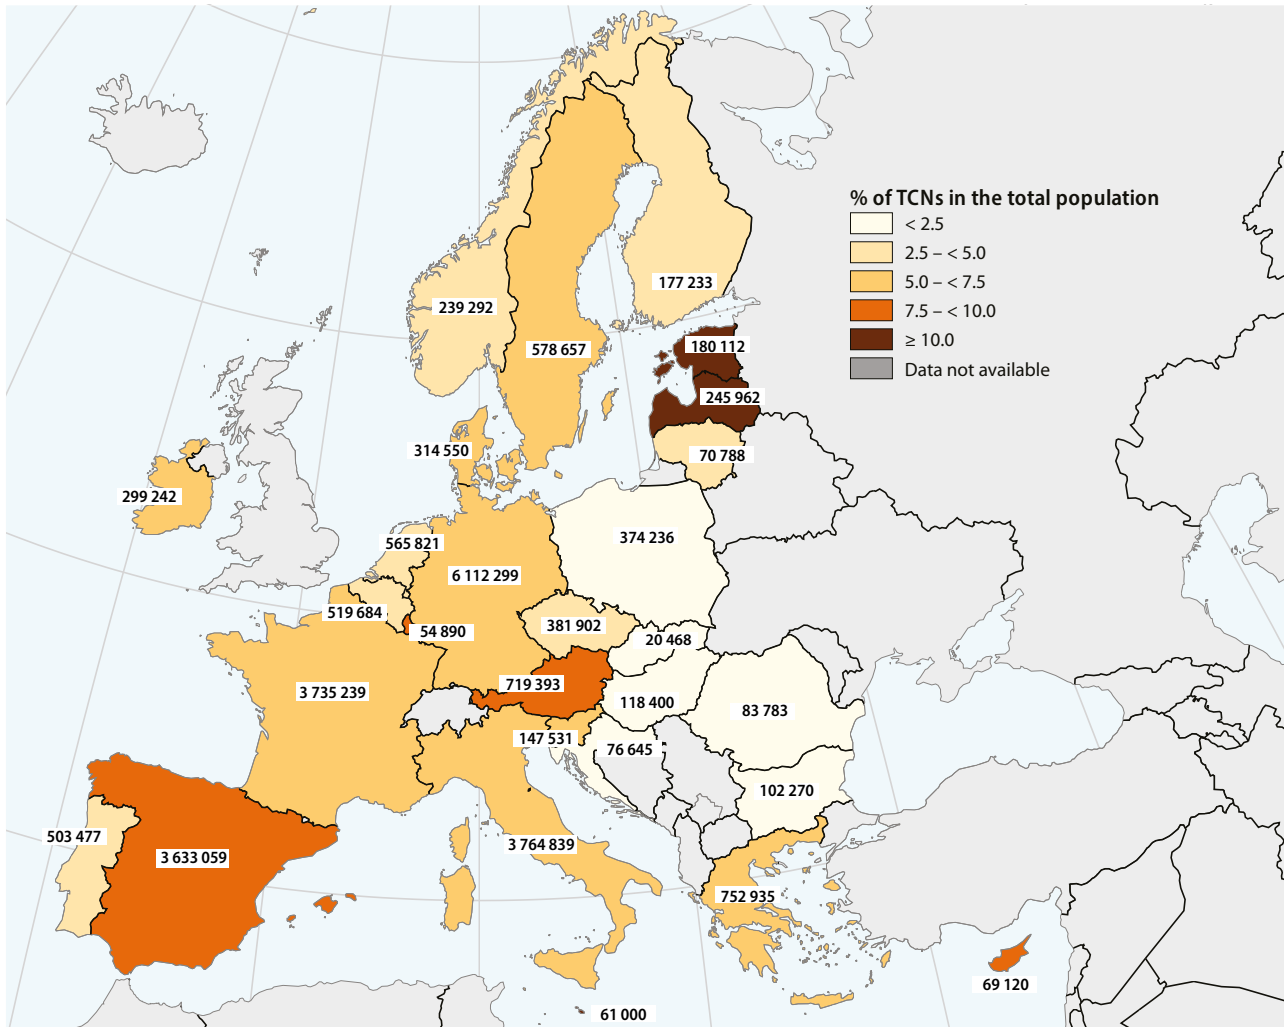 % of TCNs in the total population
< 2.5
2.5 – < 5.0
5.0 – < 7.5
7.5 – < 10.0
≥ 10.0
Data not available
177 233
239 292
578 657
180 112
245 962
314 550
70 788
299 242
374 236
565 821
6 112 299
519 684
381 902
54 890
20 468
719 393
3 735 239
118 400
83 783
147 531
76 645
102 270
503 477
3 633 059
3 764 839
752 935
69 120
61 000